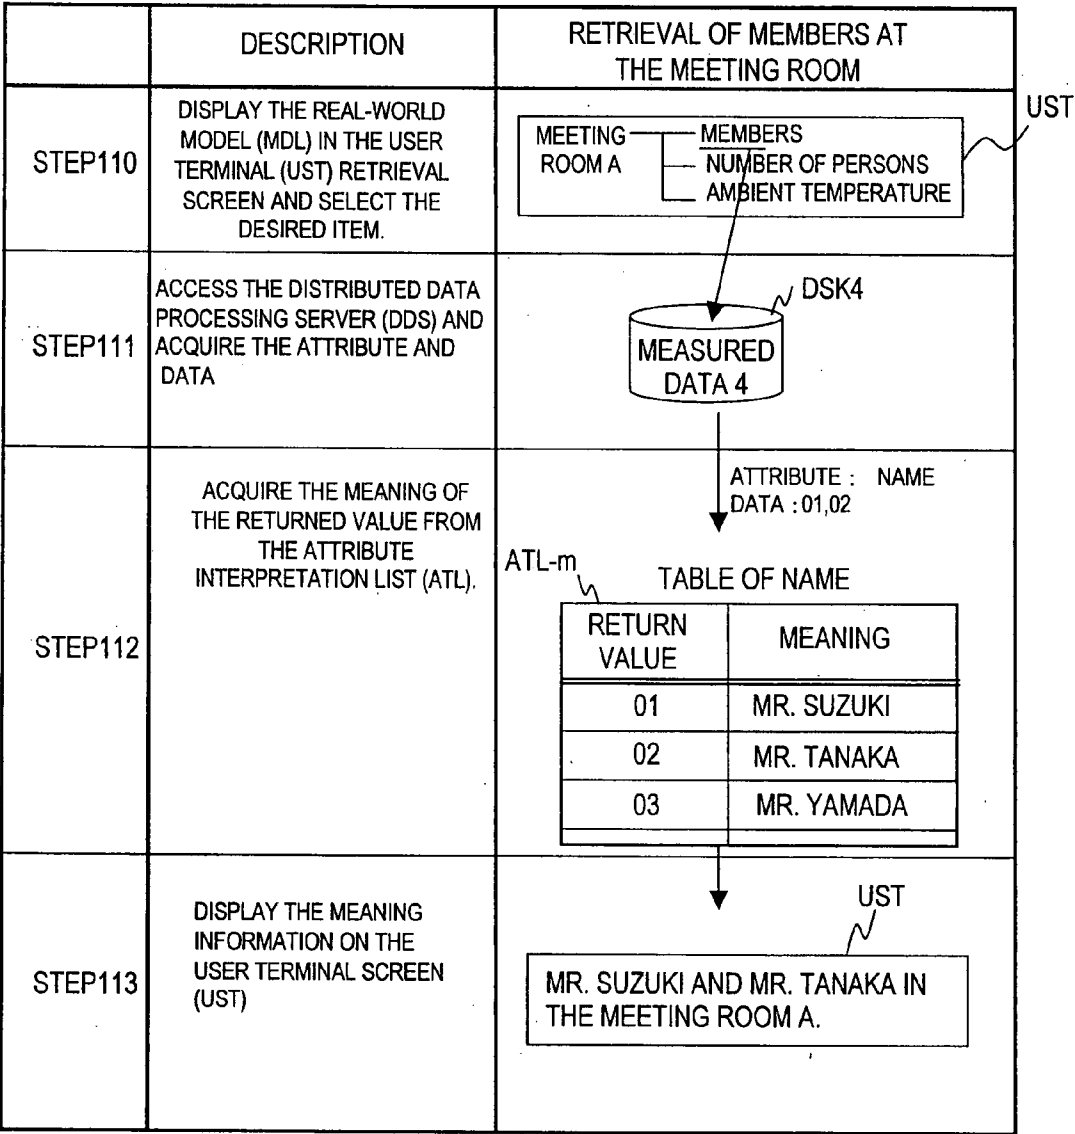 DESCRIPTION
RETRIEVAL OF MEMBERS AT
THE MEETING ROOM
STEP110
DISPLAY THE REAL-WORLD
MODEL (MDL) IN THE USER
TERMINAL (UST) RETRIEVAL
SCREEN AND SELECT THE
DESIRED ITEM.
UST
MEETING
ROOM A
MEMBERS
NUMBER OF PERSONS
AMBIENT TEMPERATURE
STEP111
ACCESS THE DISTRIBUTED DATA
PROCESSING SERVER (DDS) AND
ACQUIRE THE ATTRIBUTE AND
DATA
DSK4
MEASURED
DATA 4
STEP112
ACQUIRE THE MEANING OF
THE RETURNED VALUE FROM
THE ATTRIBUTE
INTERPRETATION LIST (ATL).
ATTRIBUTE : NAME
DATA : 01,02
ATL-m
TABLE OF NAME
RETURN
VALUE
MEANING
01 MR. SUZUKI
02 MR. TANAKA
03 MR. YAMADA
STEP113
DISPLAY THE MEANING
INFORMATION ON THE
USER TERMINAL SCREEN
(UST)
UST
MR. SUZUKI AND MR. TANAKA IN
THE MEETING ROOM A.